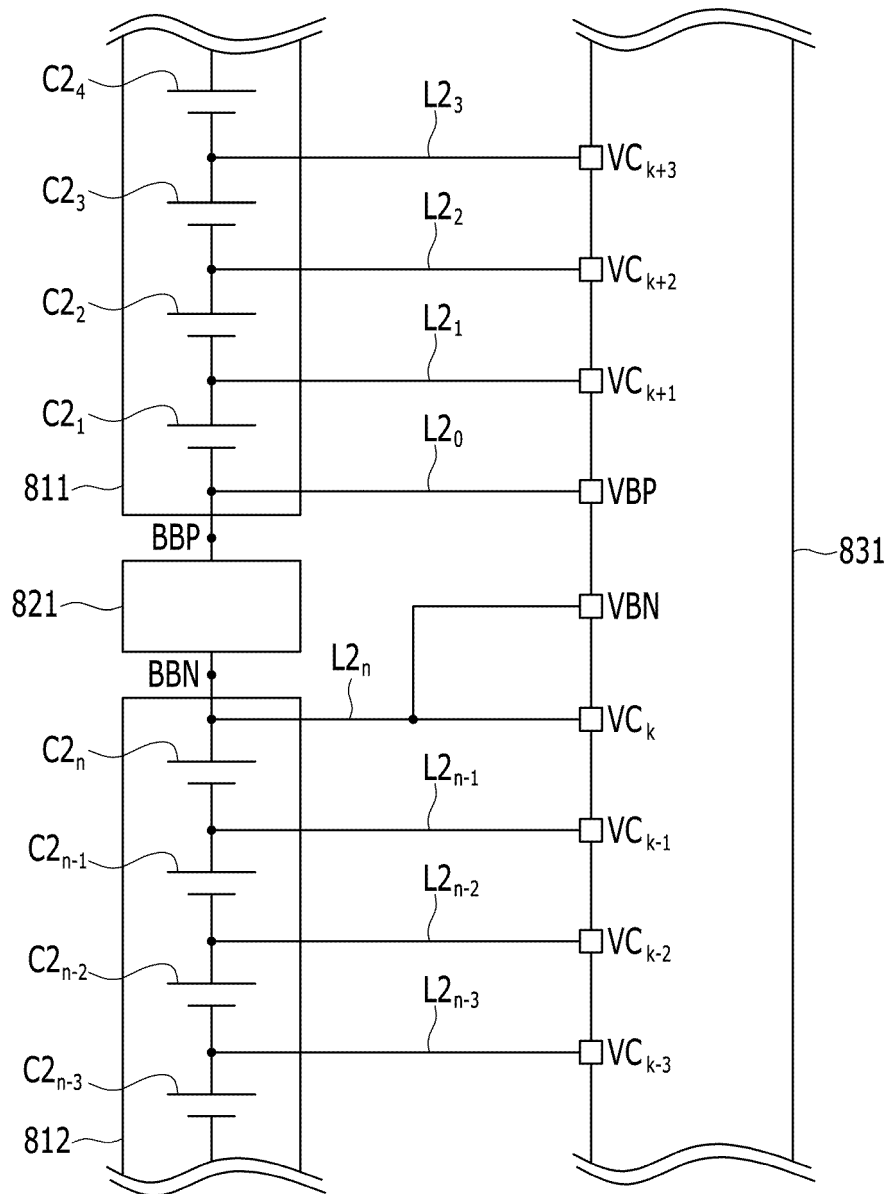 C2₄
L2₃
VCₖ₊₃
C2₃
L2₂
VCₖ₊₂
C2₂
L2₁
VCₖ₊₁
C2₁
L2₀
811
VBP
BBP
831
821
VBN
BBN
L2ₙ
VCₖ
C2ₙ
L2ₙ₋₁
VCₖ₋₁
C2ₙ₋₁
L2ₙ₋₂
VCₖ₋₂
C2ₙ₋₂
L2ₙ₋₃
VCₖ₋₃
C2ₙ₋₃
812